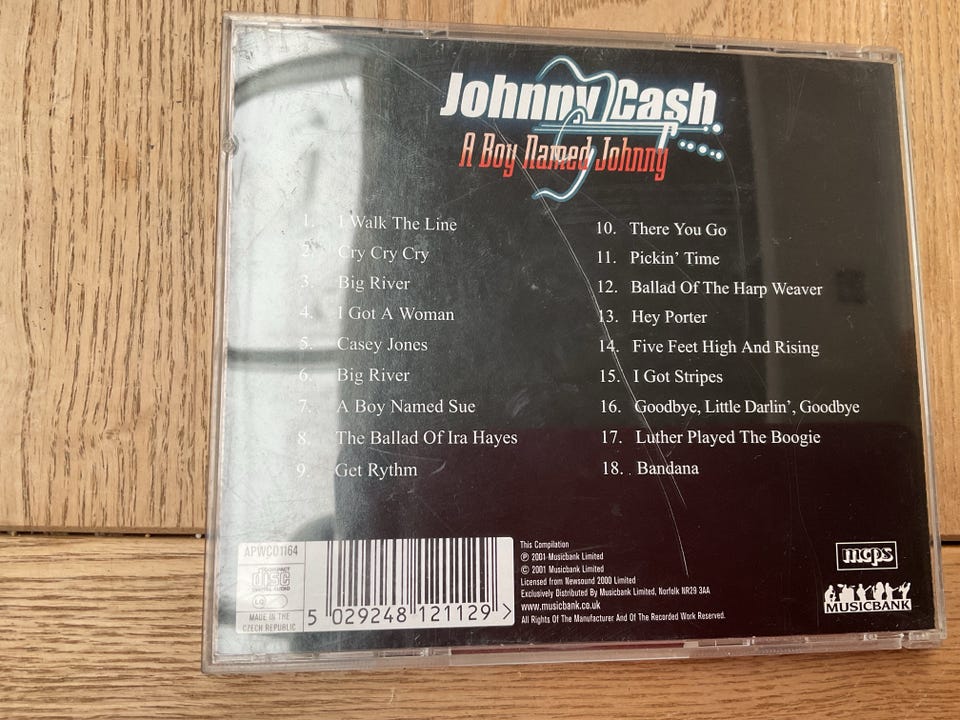 Johnny Cash
A Boy Named Johnny
1. I Walk The Line
2. Cry Cry Cry
3. Big River
4. I Got A Woman
5. Casey Jones
6. Big River
7. A Boy Named Sue
8. The Ballad Of Ira Hayes
9. Get Rythm
10. There You Go
11. Pickin' Time
12. Ballad Of The Harp Weaver
13. Hey Porter
14. Five Feet High And Rising
15. I Got Stripes
16. Goodbye, Little Darlin', Goodbye
17. Luther Played The Boogie
18. Bandana
APWCD1164
COMPACT
disc
DIGITAL AUDIO
LC
MADE IN
CZECH REPUBLIC
5 029248 121129 >
This Compilation
℗ 2001 Musicbank Limited
© 2001 Musicbank Limited
Licensed from Newsound 2000 Limited
Exclusively Distributed By Musicbank Limited, Norfolk NR29 3AA
www.musicbank.co.uk
All Rights Of The Manufacturer And Of The Recorded Work Reserved.
mcps
MUSICBANK